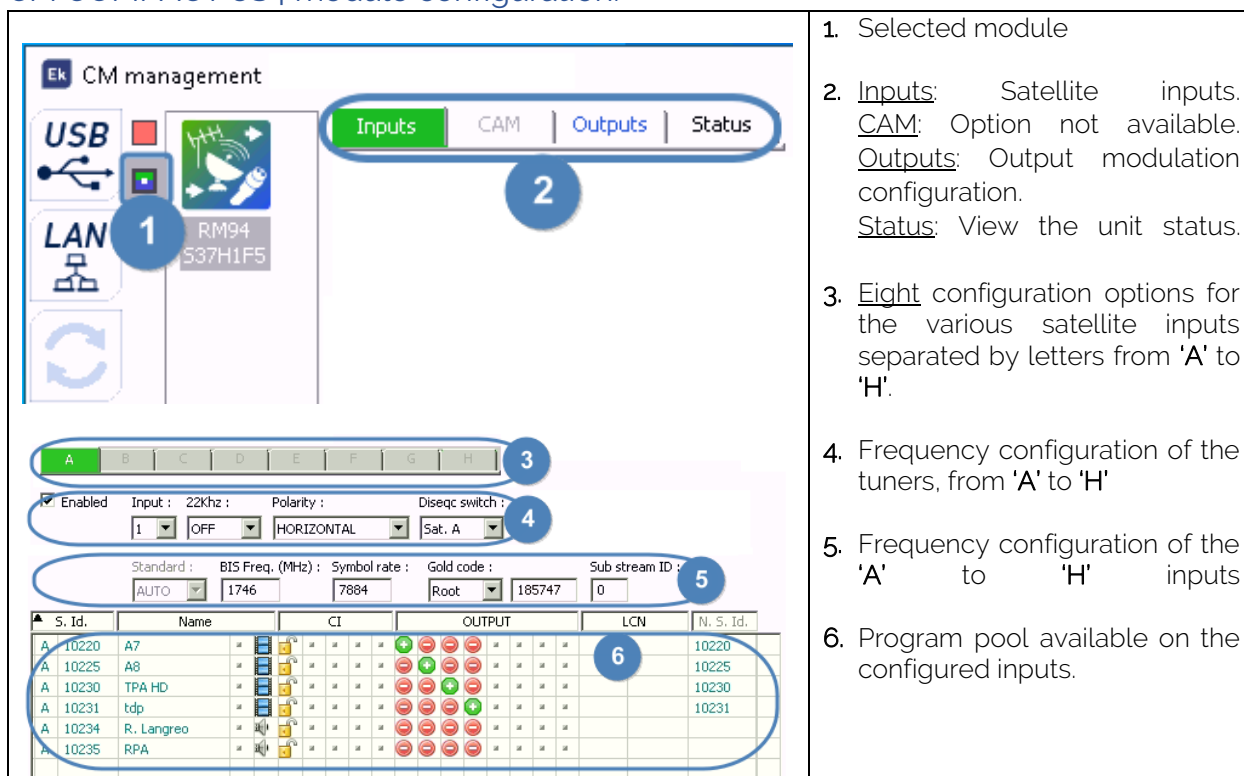 CM management
USB
LAN
Inputs CAM Outputs Status
RM94
S37H1F5
1
2
A B C D E F G H
3
Enabled Input : 22Khz : Polarity : Diseqc switch :
1 OFF HORIZONTAL Sat. A
4
Standard : BIS Freq. (MHz) : Symbol rate : Gold code : Sub stream ID :
AUTO 1746 7884 Root 185747 0
5
S. Id. Name CI OUTPUT LCN N. S. Id.
A 10220 A7 10220
A 10225 A8 10225
A 10230 TPA HD 10230
A 10231 tdp 10231
A 10234 R. Langreo
A 10235 RPA
6
1. Selected module
2. Inputs: Satellite inputs.
CAM: Option not available.
Outputs: Output modulation
configuration.
Status: View the unit status.
3. Eight configuration options for
the various satellite inputs
separated by letters from 'A' to
'H'.
4. Frequency configuration of the
tuners, from 'A' to 'H'
5. Frequency configuration of the
'A' to 'H' inputs
6. Program pool available on the
configured inputs.